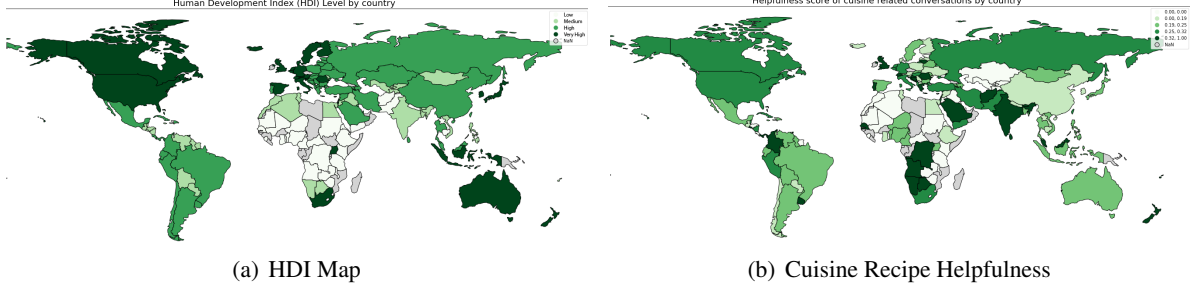 Human Development Index (HDI) Level by country
Low
Medium
High
Very High
NaN
(a) HDI Map
Helpfulness score of cuisine related conversations by country
0.00, 0.00
0.00, 0.19
0.19, 0.25
0.25, 0.32
0.32, 1.00
NaN
(b) Cuisine Recipe Helpfulness